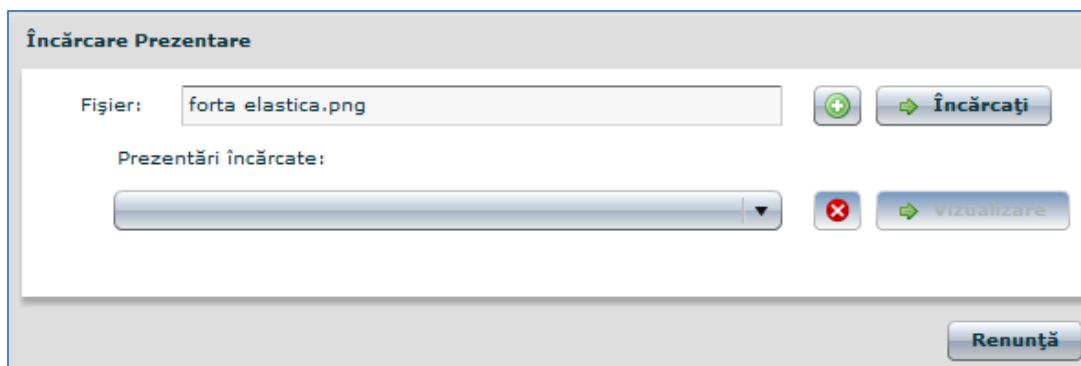 Încărcare Prezentare
Fişier: forta elastica.png Încărcaţi
Prezentări încărcate:
Vizualizare
Renunţă